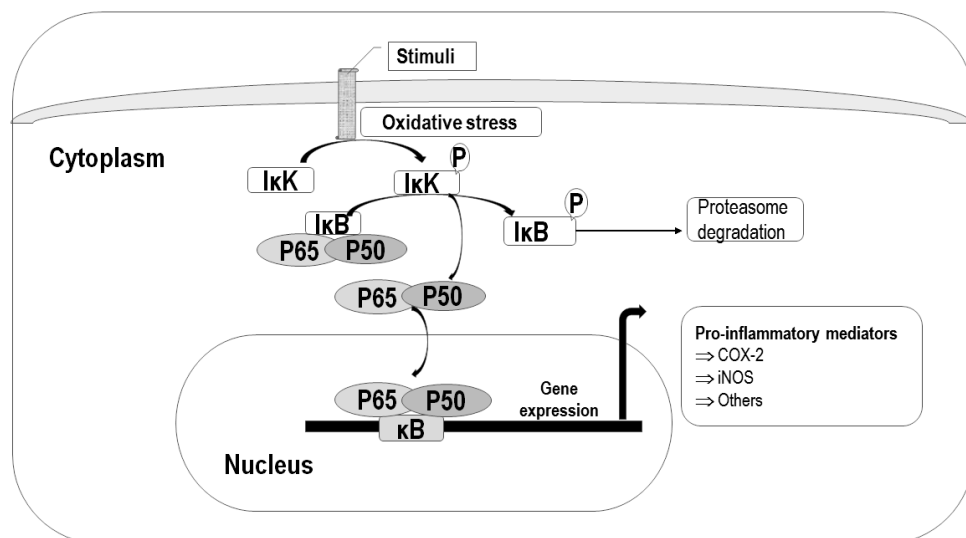 Stimuli
Oxidative stress
Cytoplasm
P
IκK
IκK
P
IκB
IκB
Proteasome
degradation
P65
P50
P65
P50
Pro-inflammatory mediators
⇒ COX-2
⇒ iNOS
⇒ Others
Gene
expression
P65
P50
κB
Nucleus